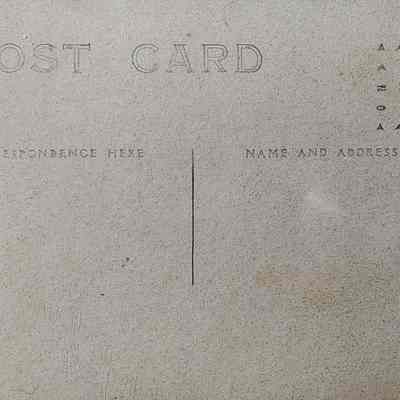 OST CARD
ESPONDENCE HERE
NAME AND ADDRESS